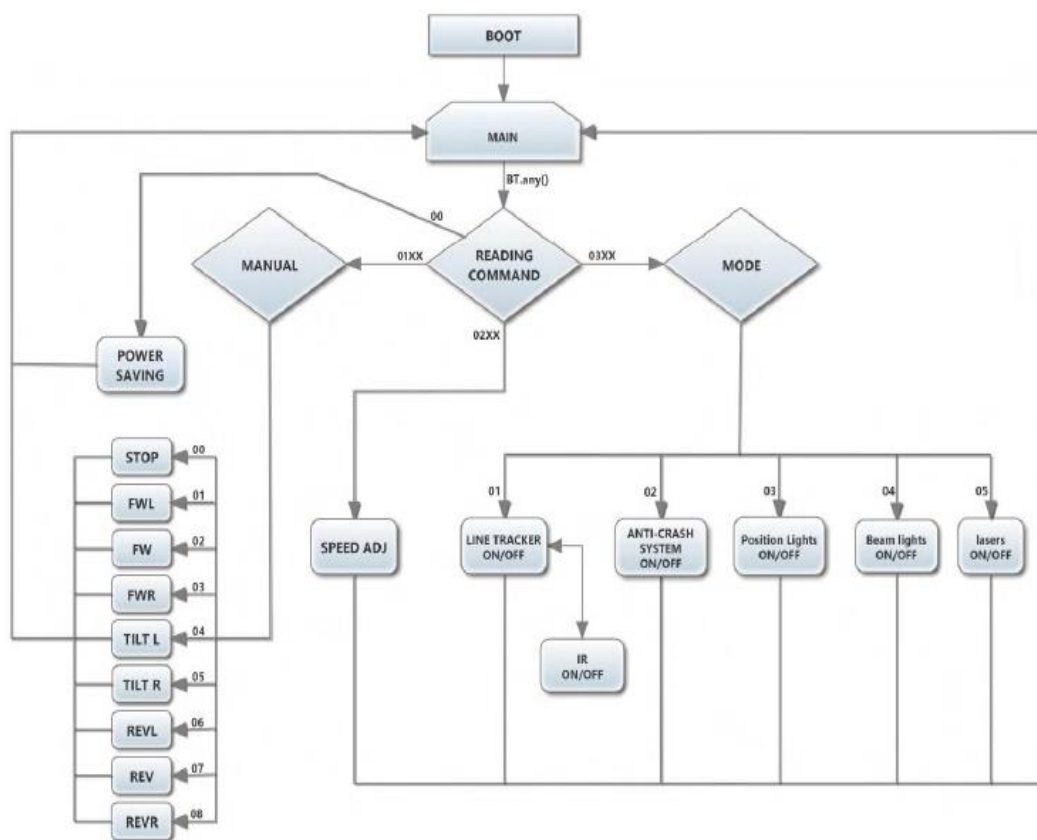 BOOT
MAIN
BT.any()
00
MANUAL
01XX
READING
COMMAND
03XX
MODE
02XX
POWER
SAVING
STOP
00
FWL
01
FW
02
FWR
03
TILT L
04
TILT R
05
REVL
06
REV
07
REVR
08
SPEED ADJ
01
LINE TRACKER
ON/OFF
02
ANTI-CRASH
SYSTEM
ON/OFF
03
Position Lights
ON/OFF
04
Beam lights
ON/OFF
05
lasers
ON/OFF
IR
ON/OFF